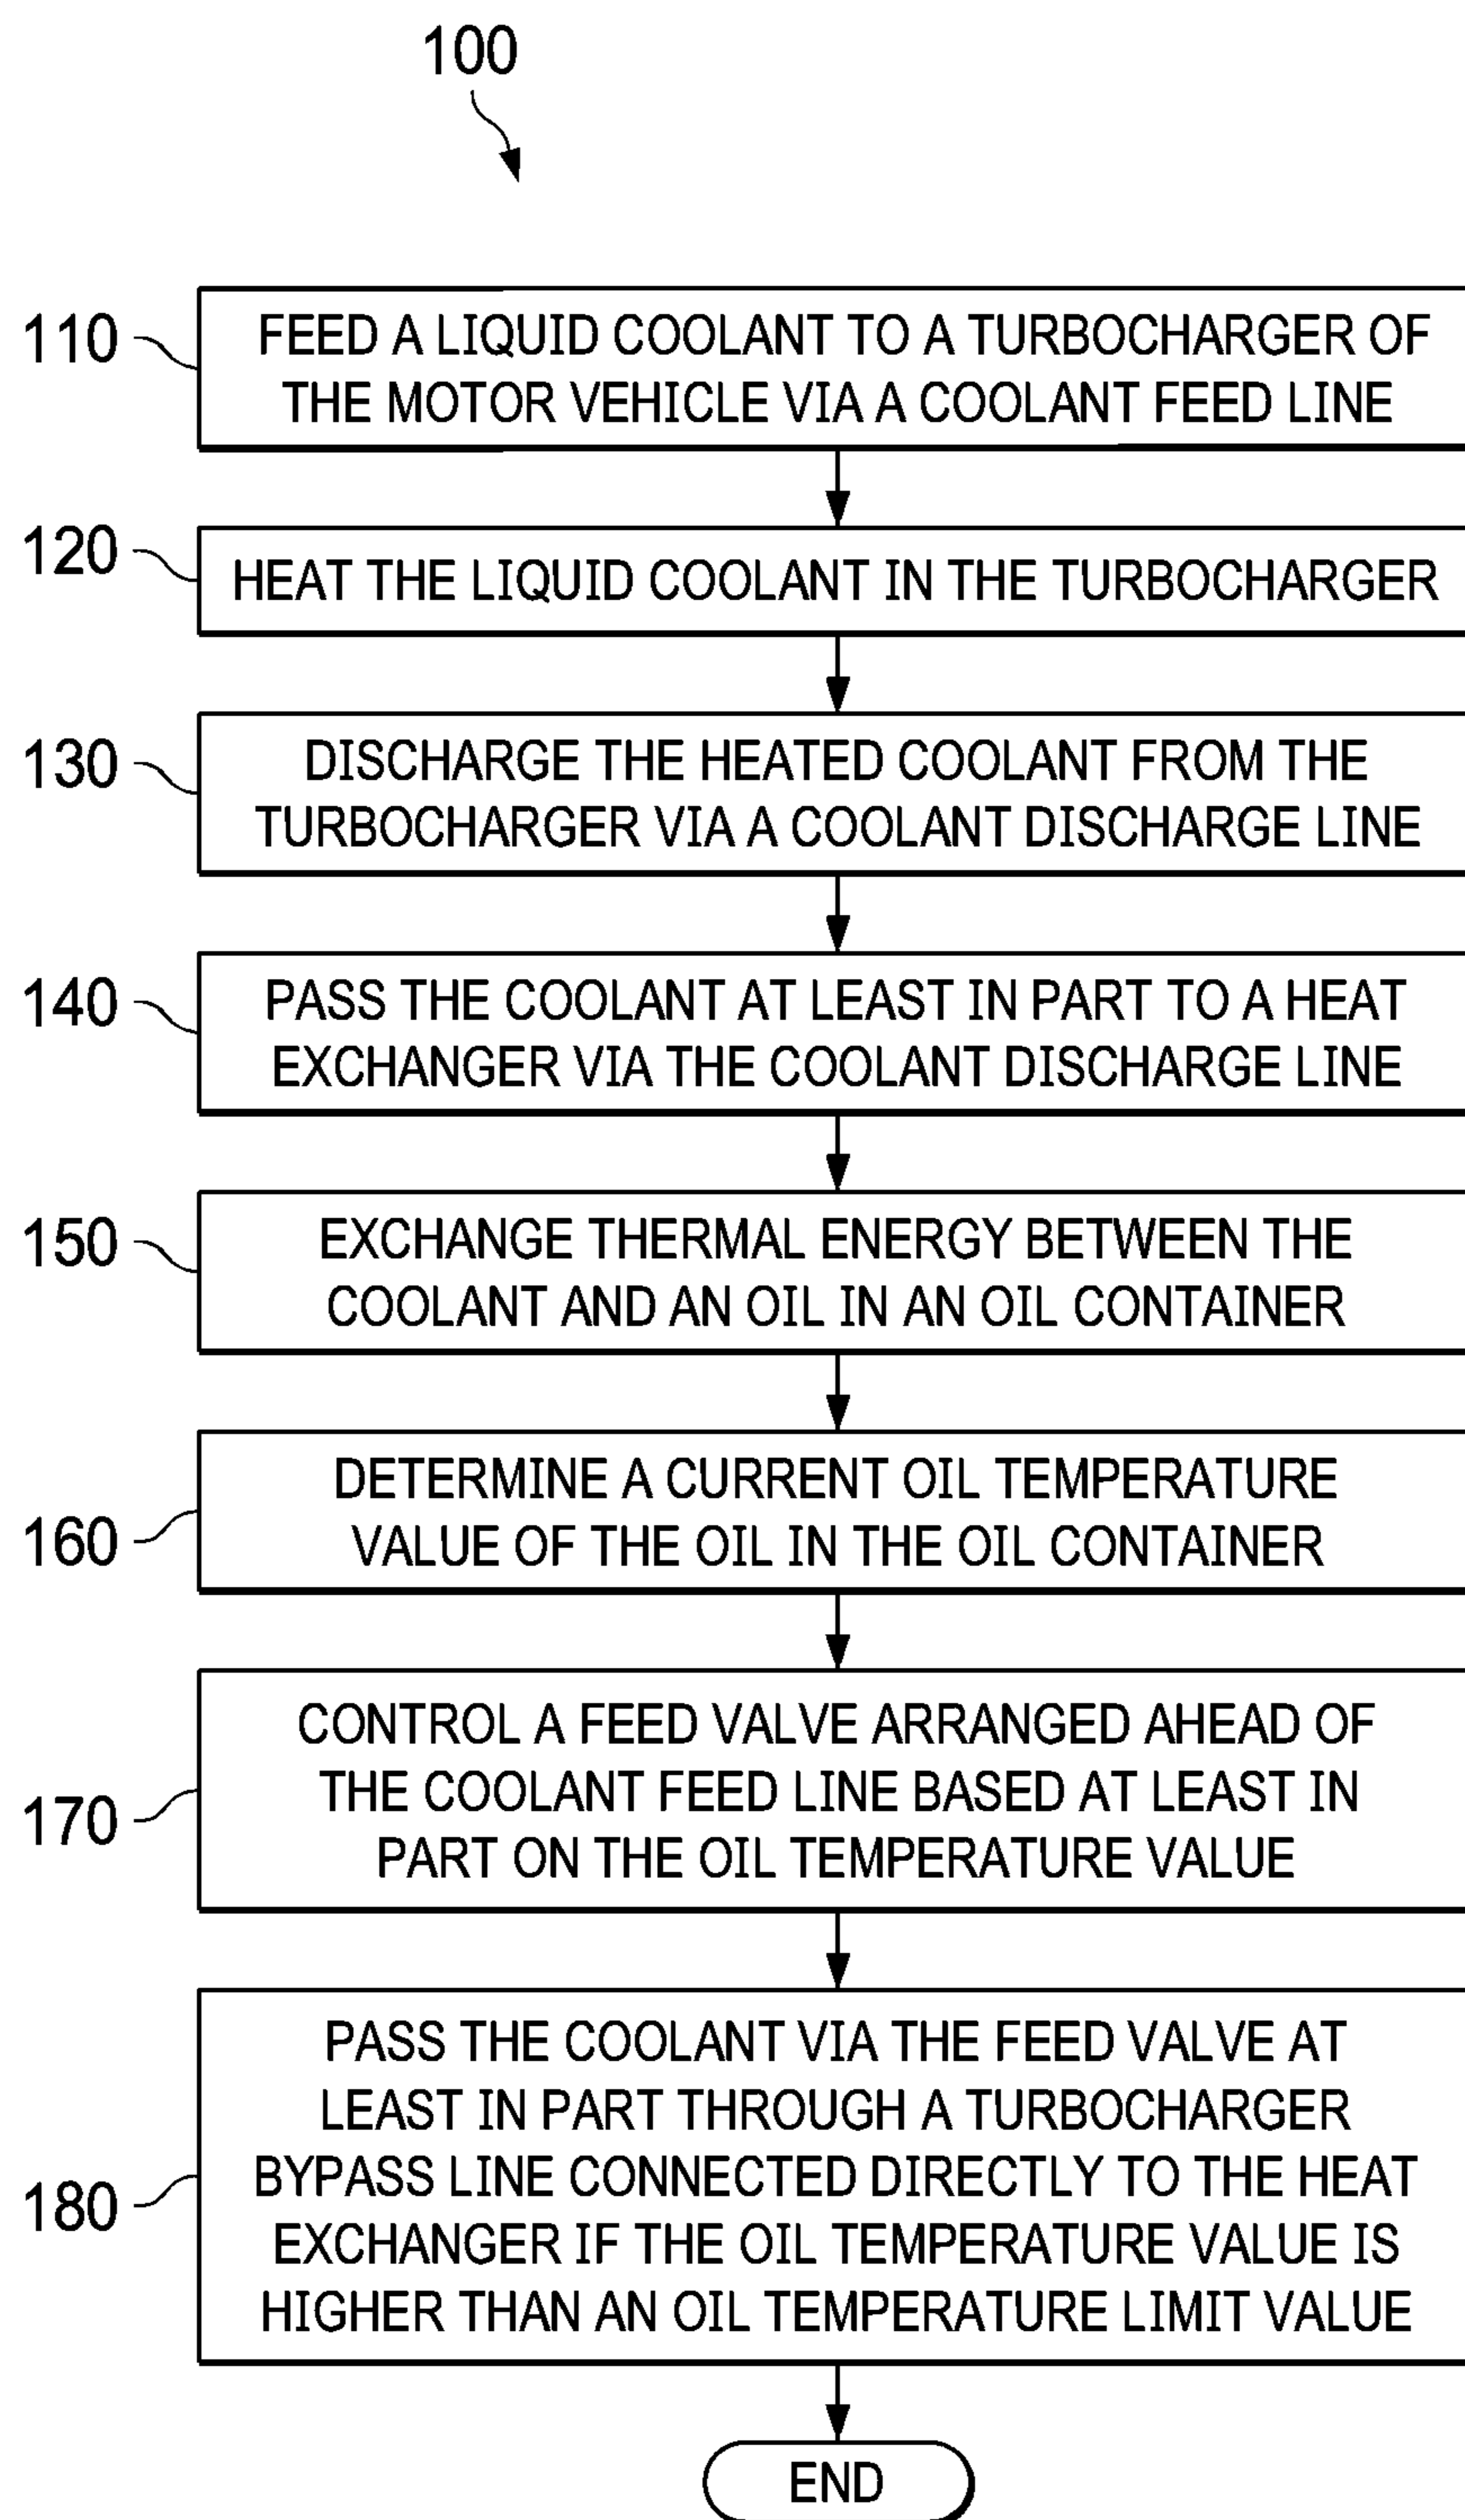 100
110
FEED A LIQUID COOLANT TO A TURBOCHARGER OF
THE MOTOR VEHICLE VIA A COOLANT FEED LINE
120
HEAT THE LIQUID COOLANT IN THE TURBOCHARGER
130
DISCHARGE THE HEATED COOLANT FROM THE
TURBOCHARGER VIA A COOLANT DISCHARGE LINE
140
PASS THE COOLANT AT LEAST IN PART TO A HEAT
EXCHANGER VIA THE COOLANT DISCHARGE LINE
150
EXCHANGE THERMAL ENERGY BETWEEN THE
COOLANT AND AN OIL IN AN OIL CONTAINER
160
DETERMINE A CURRENT OIL TEMPERATURE
VALUE OF THE OIL IN THE OIL CONTAINER
170
CONTROL A FEED VALVE ARRANGED AHEAD OF
THE COOLANT FEED LINE BASED AT LEAST IN
PART ON THE OIL TEMPERATURE VALUE
180
PASS THE COOLANT VIA THE FEED VALVE AT
LEAST IN PART THROUGH A TURBOCHARGER
BYPASS LINE CONNECTED DIRECTLY TO THE HEAT
EXCHANGER IF THE OIL TEMPERATURE VALUE IS
HIGHER THAN AN OIL TEMPERATURE LIMIT VALUE
END